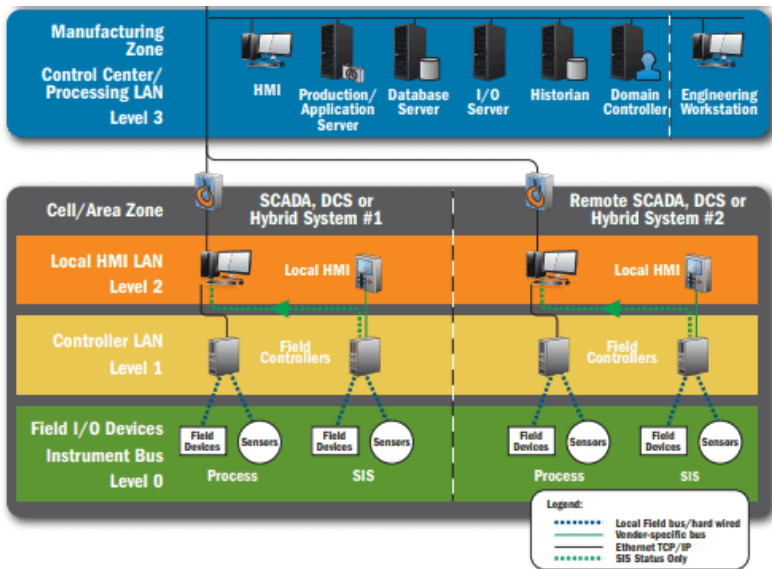 Manufacturing
Zone
Control Center/
Processing LAN
Level 3
HMI
Production/
Application
Server
Database
Server
I/O
Server
Historian
Domain
Controller
Engineering
Workstation
Cell/Area Zone
SCADA, DCS or
Hybrid System #1
Remote SCADA, DCS or
Hybrid System #2
Local HMI LAN
Level 2
Local HMI
Local HMI
Controller LAN
Level 1
Field
Controllers
Field
Controllers
Field I/O Devices
Instrument Bus
Level 0
Field
Devices
Sensors
Field
Devices
Sensors
Field
Devices
Sensors
Field
Devices
Sensors
Process
SIS
Process
SIS
Legend:
Local Field bus/hard wired
Vender-specific bus
Ethernet TCP/IP
SIS Status Only